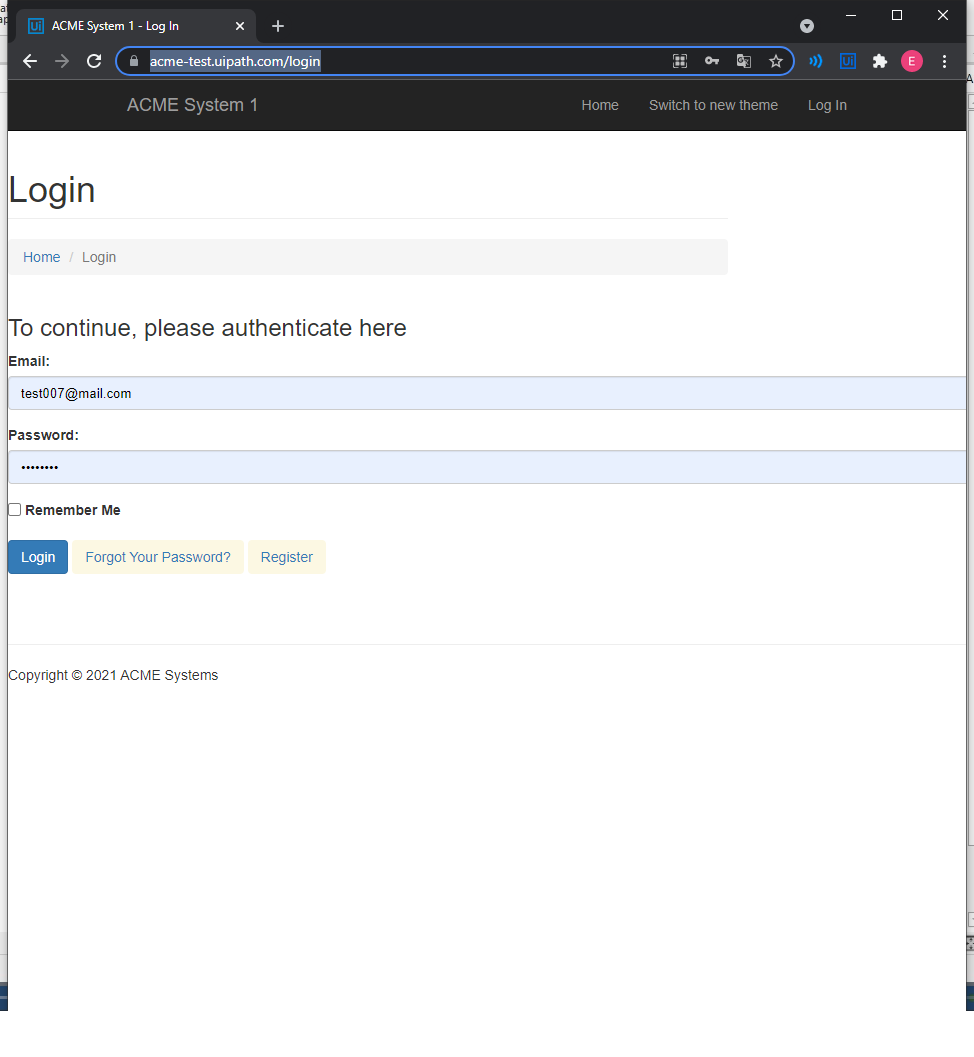 ACME System 1 - Log In
acme-test.uipath.com/login
E
ACME System 1 Home Switch to new theme Log In
Login
Home / Login
To continue, please authenticate here
Email:
test007@mail.com
Password:
••••••••
Remember Me
Login Forgot Your Password? Register
Copyright © 2021 ACME Systems